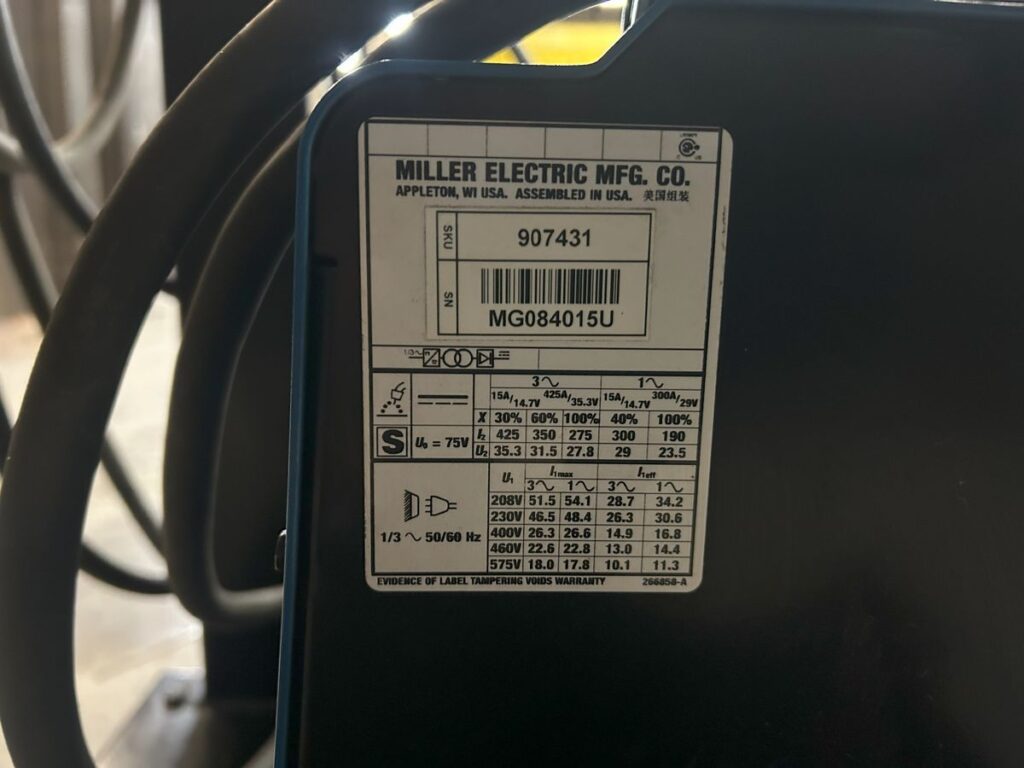 MILLER ELECTRIC MFG. CO.
APPLETON, WI USA. ASSEMBLED IN USA. 美国组装
SKU 907431
SN
MG084015U
1/3~
3~ 1~
15A/14.7V 425A/35.3V 15A/14.7V 300A/29V
X 30% 60% 100% 40% 100%
S U₀ = 75V I₂ 425 350 275 300 190
U₂ 35.3 31.5 27.8 29 23.5
U₁ I₁max I₁eff
3~ 1~ 3~ 1~
208V 51.5 54.1 28.7 34.2
230V 46.5 48.4 26.3 30.6
1/3 ~ 50/60 Hz 400V 26.3 26.6 14.9 16.8
460V 22.6 22.8 13.0 14.4
575V 18.0 17.8 10.1 11.3
EVIDENCE OF LABEL TAMPERING VOIDS WARRANTY 266858-A